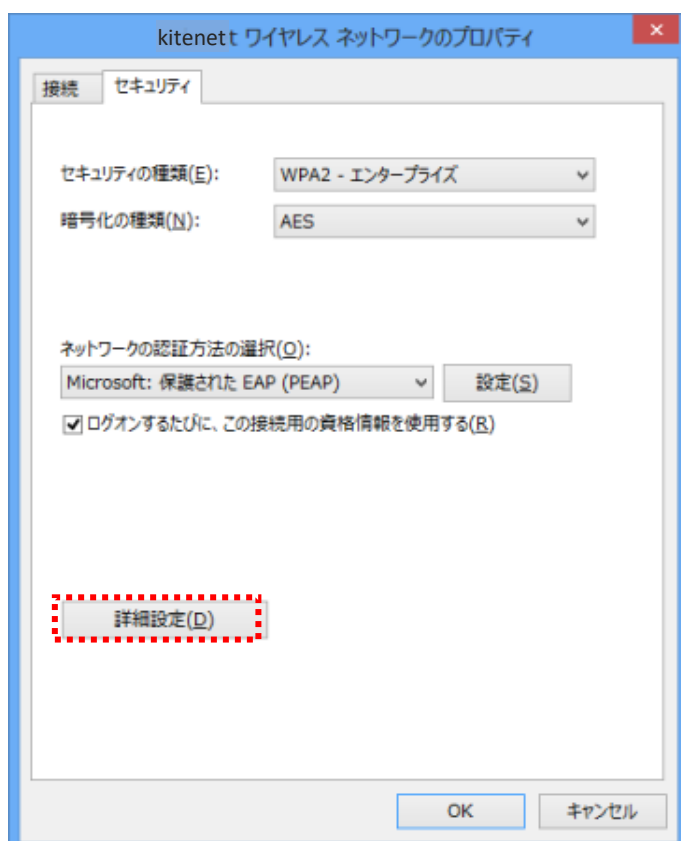 kitenett ワイヤレス ネットワークのプロパティ
接続 セキュリティ
セキュリティの種類(E): WPA2 - エンタープライズ
暗号化の種類(N): AES
ネットワークの認証方法の選択(O):
Microsoft: 保護された EAP (PEAP) 設定(S)
ログオンするたびに、この接続用の資格情報を使用する(R)
詳細設定(D)
OK キャンセル